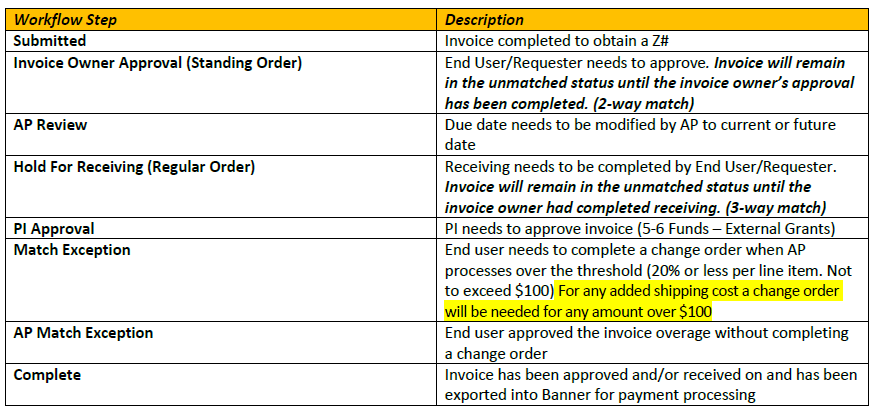 Workflow Step Description
Submitted Invoice completed to obtain a Z#
Invoice Owner Approval (Standing Order) End User/Requester needs to approve. Invoice will remain
in the unmatched status until the invoice owner's approval
has been completed. (2-way match)
AP Review Due date needs to be modified by AP to current or future
date
Hold For Receiving (Regular Order) Receiving needs to be completed by End User/Requester.
Invoice will remain in the unmatched status until the
invoice owner had completed receiving. (3-way match)
PI Approval PI needs to approve invoice (5-6 Funds – External Grants)
Match Exception End user needs to complete a change order when AP
processes over the threshold (20% or less per line item. Not
to exceed $100) For any added shipping cost a change order
will be needed for any amount over $100
AP Match Exception End user approved the invoice overage without completing
a change order
Complete Invoice has been approved and/or received on and has been
exported into Banner for payment processing